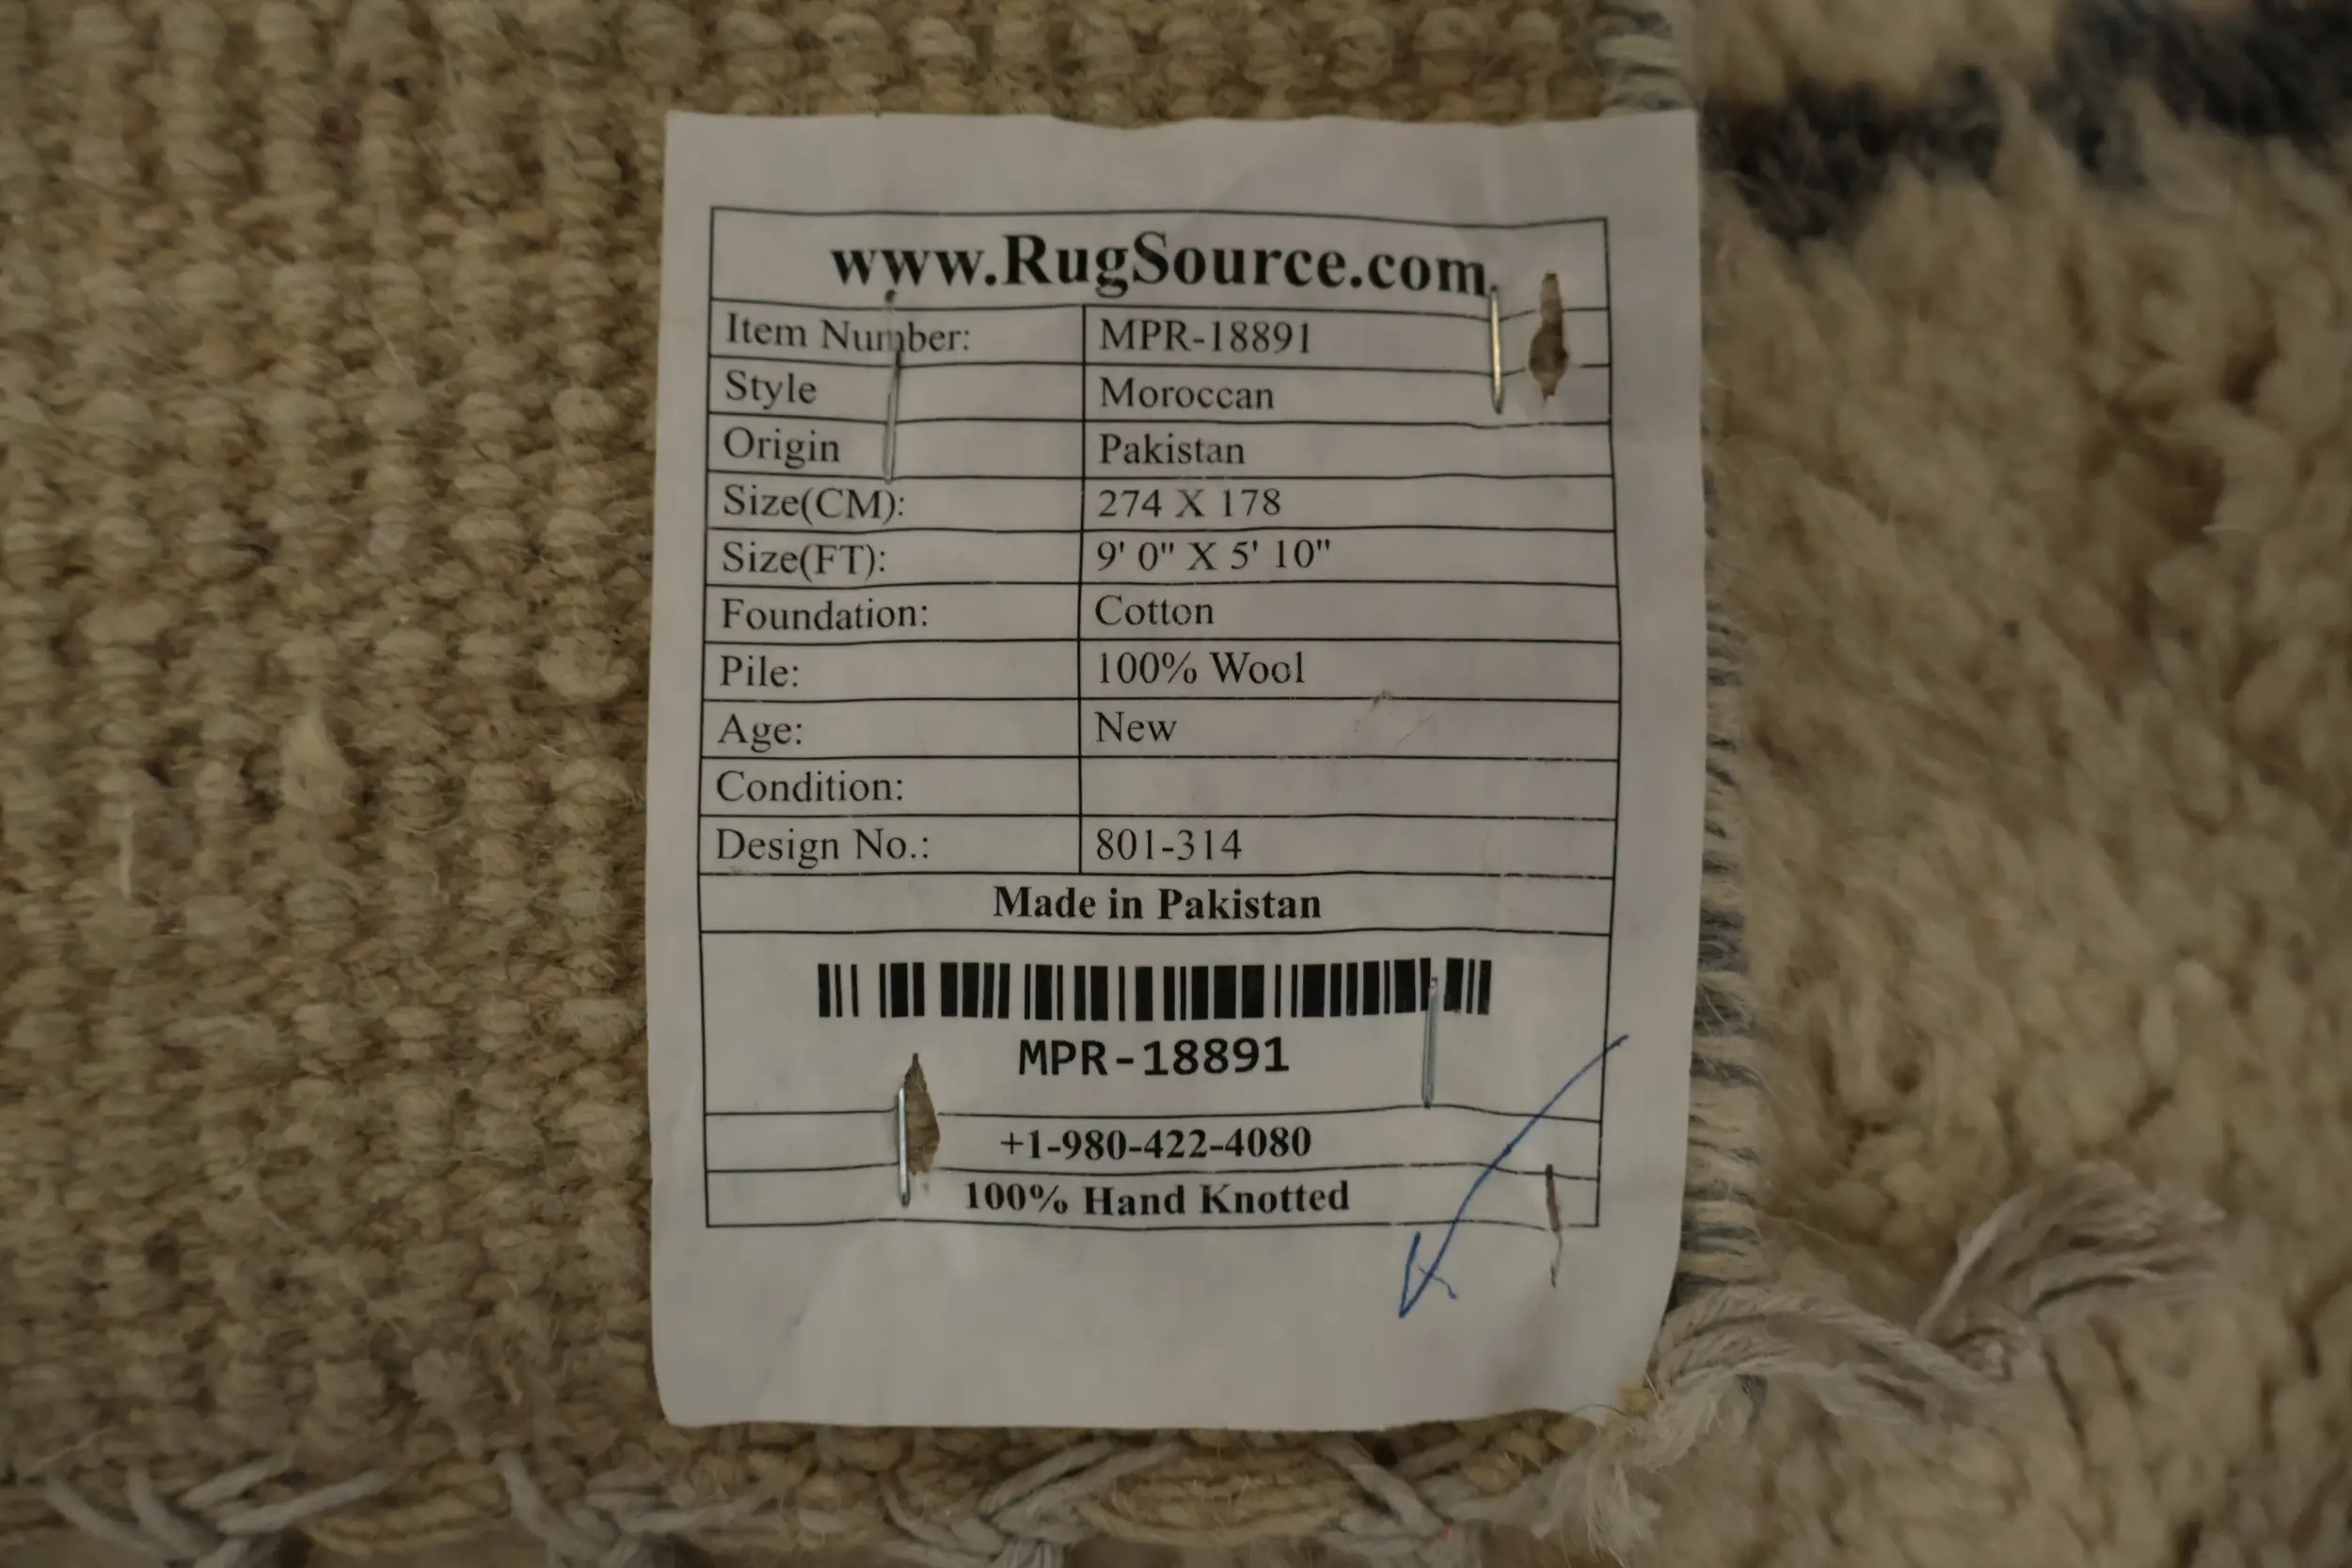 www.RugSource.com
Item Number: MPR-18891
Style Moroccan
Origin Pakistan
Size(CM): 274 X 178
Size(FT): 9' 0" X 5' 10"
Foundation: Cotton
Pile: 100% Wool
Age: New
Condition:
Design No.: 801-314
Made in Pakistan
MPR-18891
+1-980-422-4080
100% Hand Knotted